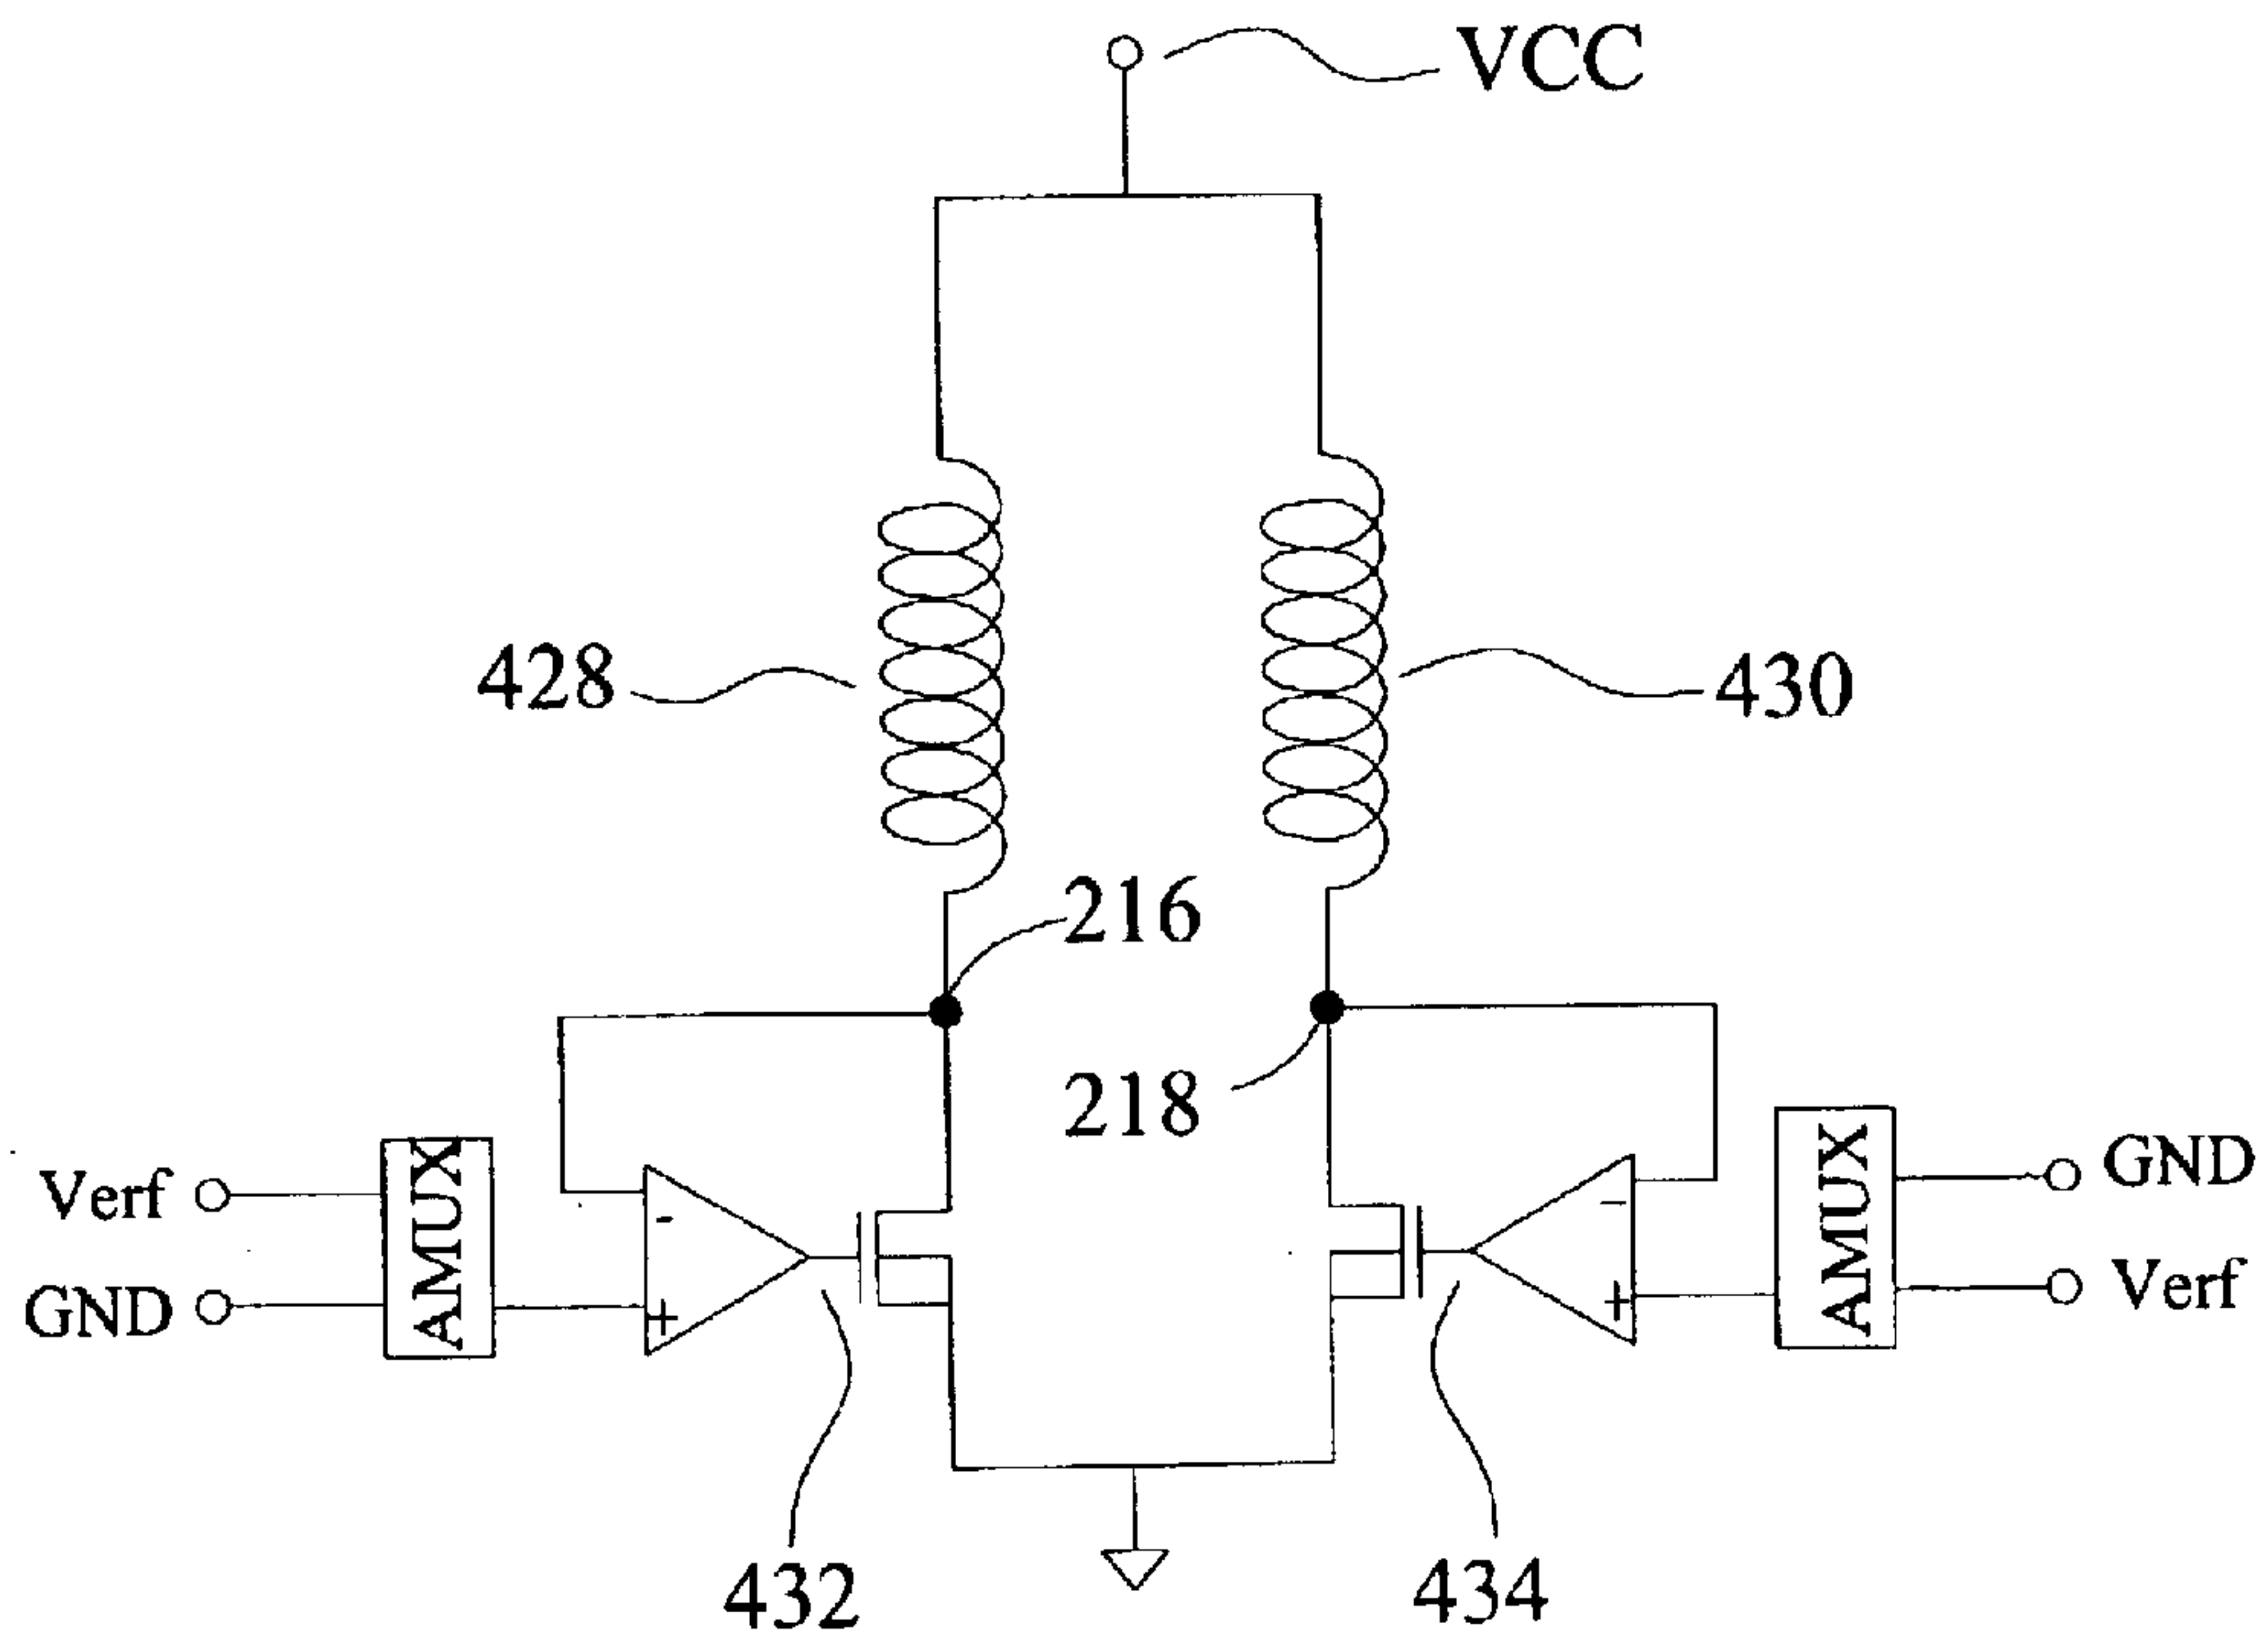 VCC
428
430
216
218
Verf
GND
AMUX
-
+
-
+
AMUX
GND
Verf
432
434